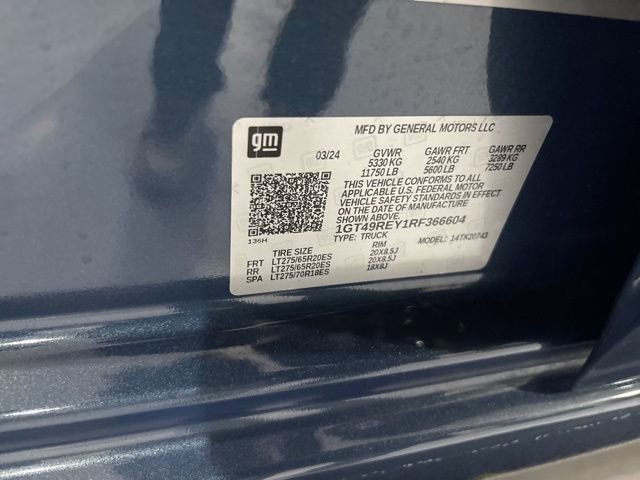 gm
MFD BY GENERAL MOTORS LLC
03/24 GVWR GAWR FRT GAWR RR
5330 KG 2540 KG 3289 KG
11750 LB 5600 LB 7250 LB
THIS VEHICLE CONFORMS TO ALL
APPLICABLE U.S. FEDERAL MOTOR
VEHICLE SAFETY STANDARDS IN EFFECT
ON THE DATE OF MANUFACTURE
SHOWN ABOVE.
1GT49REY1RF366604
TYPE: TRUCK MODEL: 14TK20743
136H
TIRE SIZE RIM
FRT LT275/65R20ES 20X8.5J
RR LT275/65R20ES 20X8.5J
SPA LT275/70R18ES 18X8J